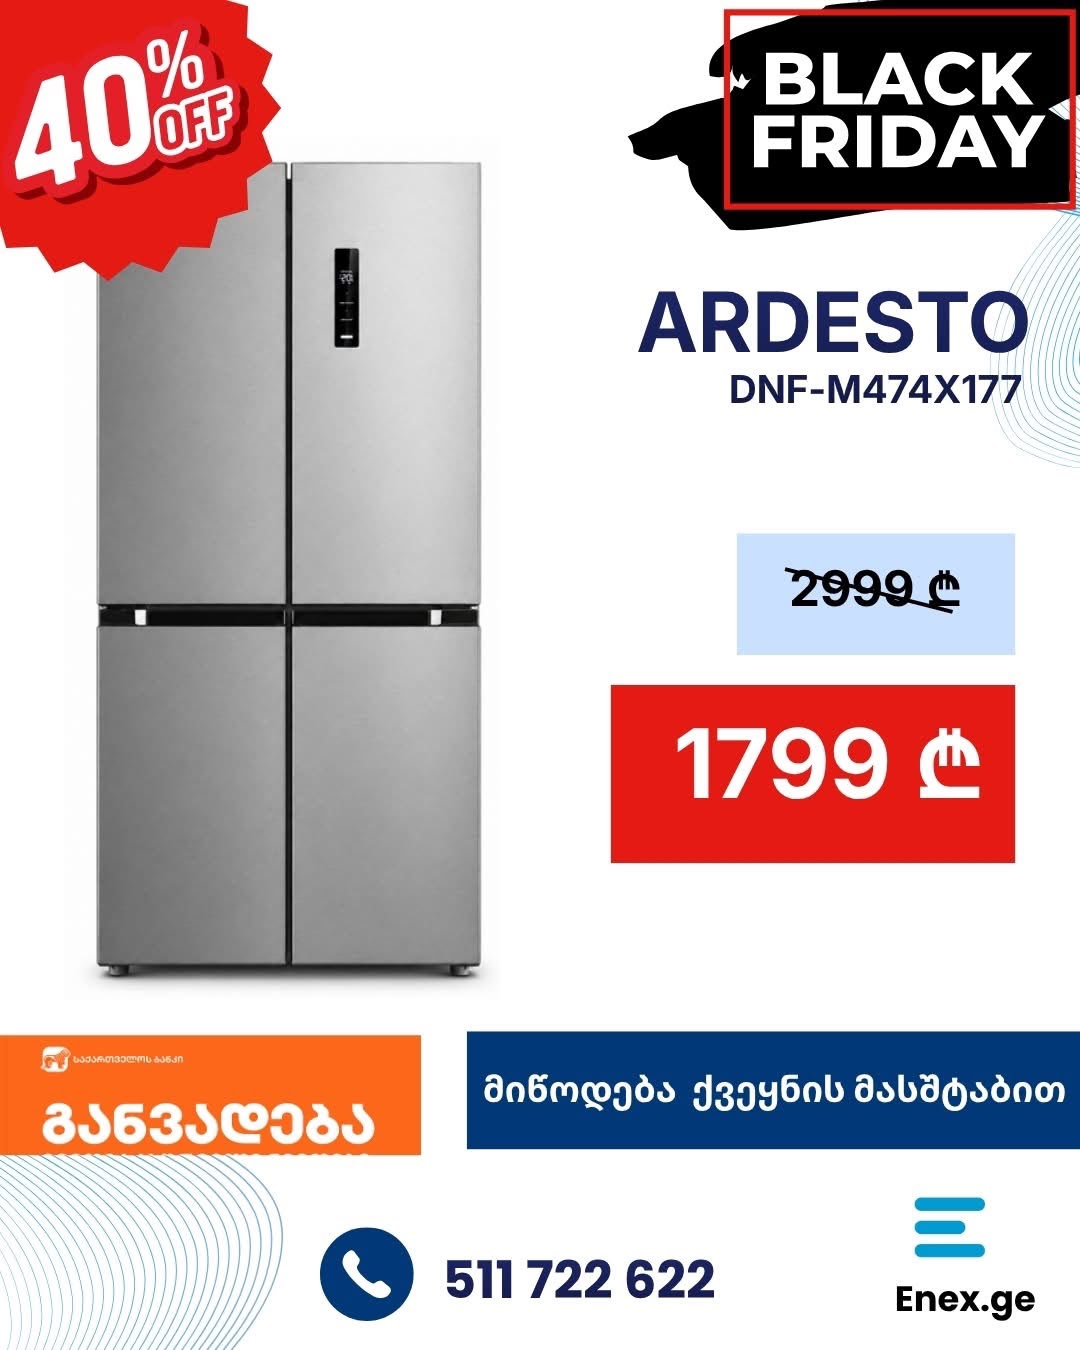 40%
OFF
BLACK
FRIDAY
ARDESTO
DNF-M474X177
2999 ₾
1799 ₾
საქართველოს ბანკი
განვადება
მიწოდება ქვეყნის მასშტაბით
511 722 622
Enex.ge